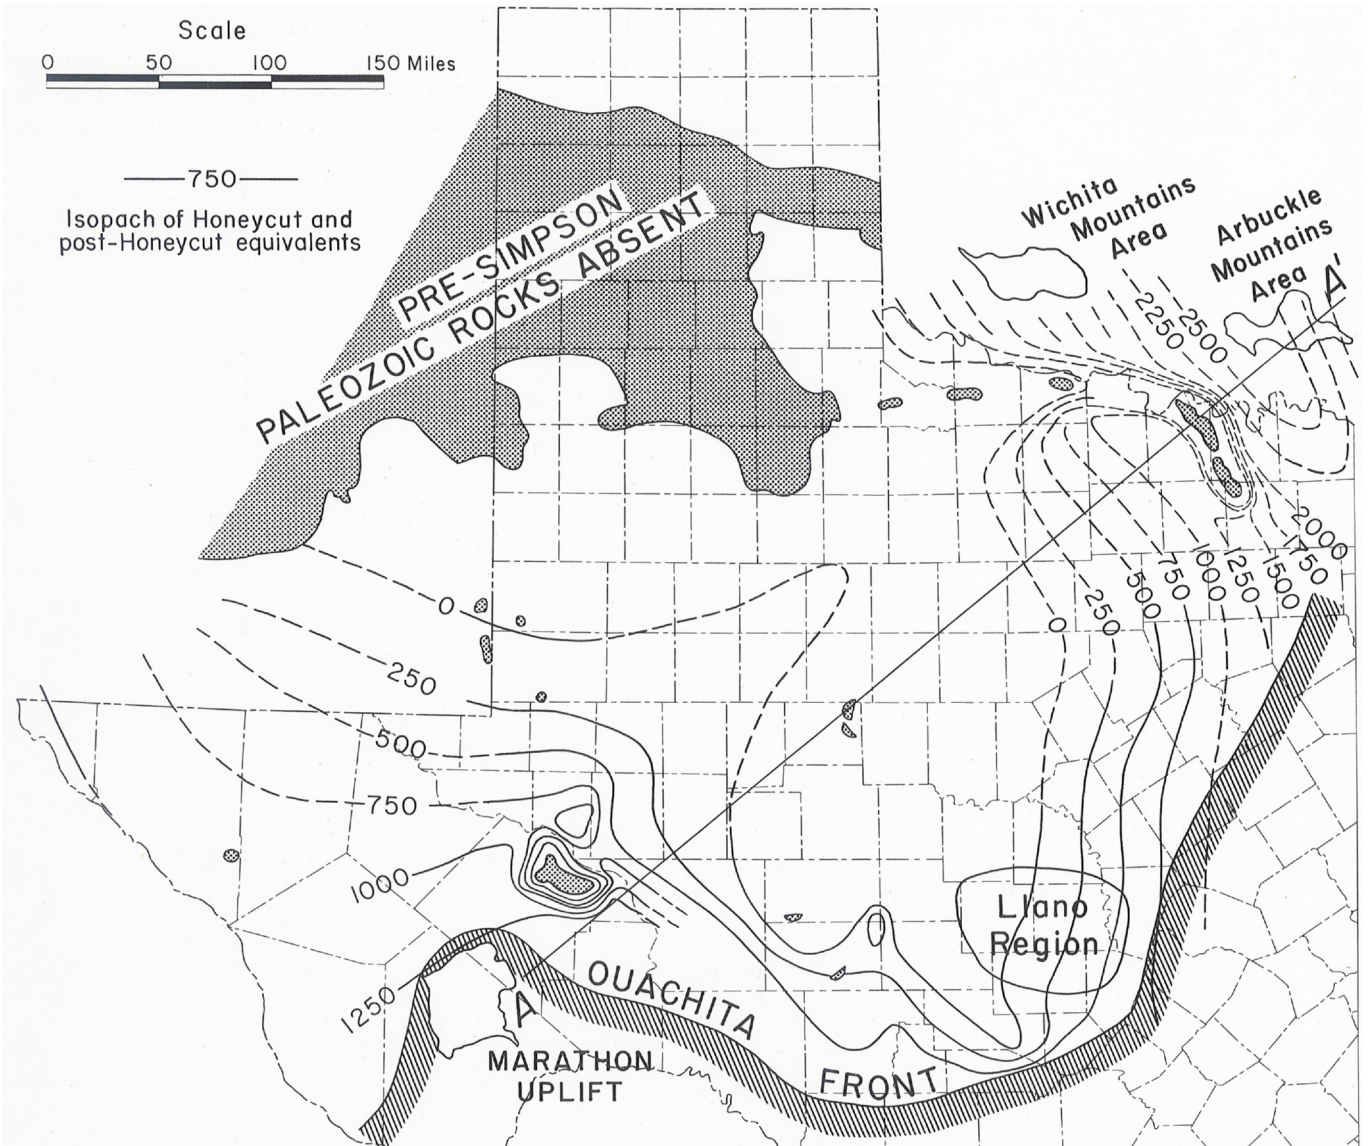 Scale
0 50 100 150 Miles
750
Isopach of Honeycut and
post-Honeycut equivalents
PRE-SIMPSON
PALEOZOIC ROCKS ABSENT
Wichita
Mountains
Area
Arbuckle
Mountains
Area
A'
2250
2500
0
250
500
750
1000
1250
0
250
500
750
000
1250
1500
750
2000
Llano
Region
A
OUACHITA
FRONT
MARATHON
UPLIFT